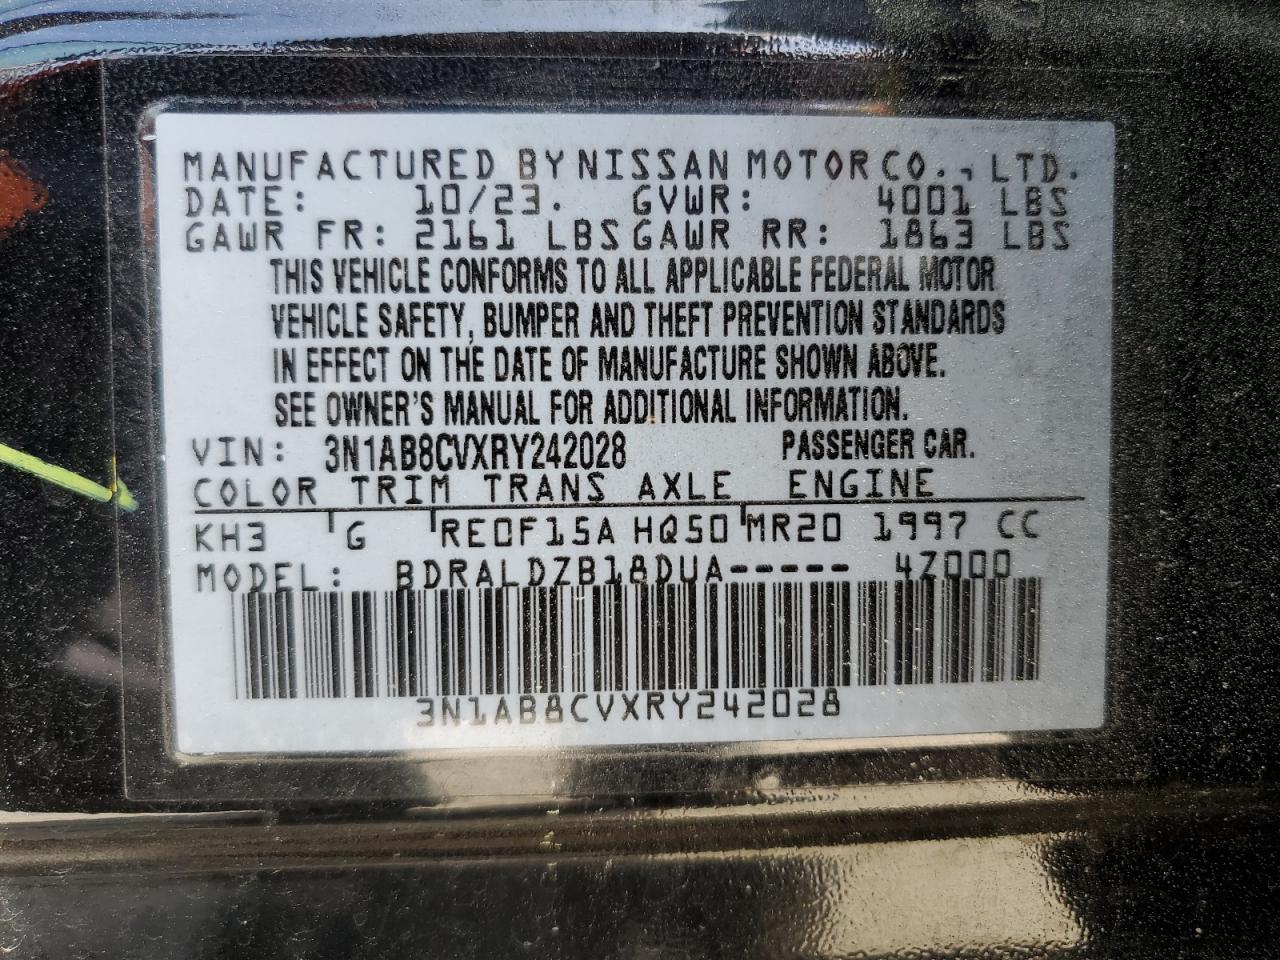 MANUFACTURED BY NISSAN MOTOR CO., LTD.
DATE: 10/23. GVWR: 4001 LBS
GAWR FR: 2161 LBS GAWR RR: 1863 LBS
THIS VEHICLE CONFORMS TO ALL APPLICABLE FEDERAL MOTOR
VEHICLE SAFETY, BUMPER AND THEFT PREVENTION STANDARDS
IN EFFECT ON THE DATE OF MANUFACTURE SHOWN ABOVE.
SEE OWNER'S MANUAL FOR ADDITIONAL INFORMATION.
VIN: 3N1AB8CVXRY242028 PASSENGER CAR.
COLOR TRIM TRANS AXLE ENGINE
KH3 G RE0F15A HQ50 MR20 1997 CC
MODEL: BDRALDZB18DUA----- 4Z000
3N1AB8CVXRY242028